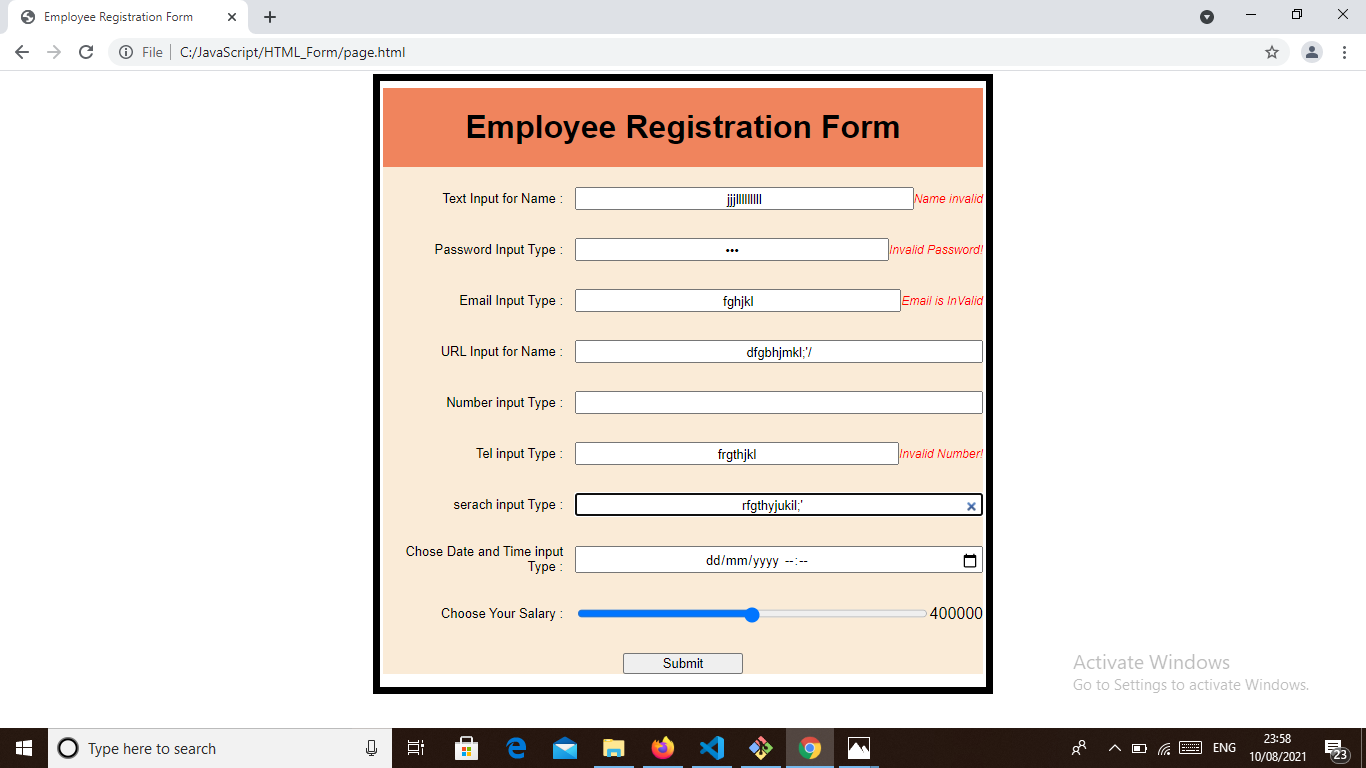 Employee Registration Form
File
C:/JavaScript/HTML_Form/page.html
Employee Registration Form
Text Input for Name :
Name invalid
Password Input Type :
•••
Invalid Password!
Email Input Type :
fghjkl
Email is InValid
URL Input for Name :
dfgbhjmkl;'/
Number input Type :
Tel input Type :
frgthjkl
Invalid Number!
serach input Type :
rfgthyjukil;'
Chose Date and Time input
Type :
dd/mm/yyyy --:--
Choose Your Salary :
400000
Submit
Activate Windows
Go to Settings to activate Windows.
Type here to search
ENG
23:58
10/08/2021
23